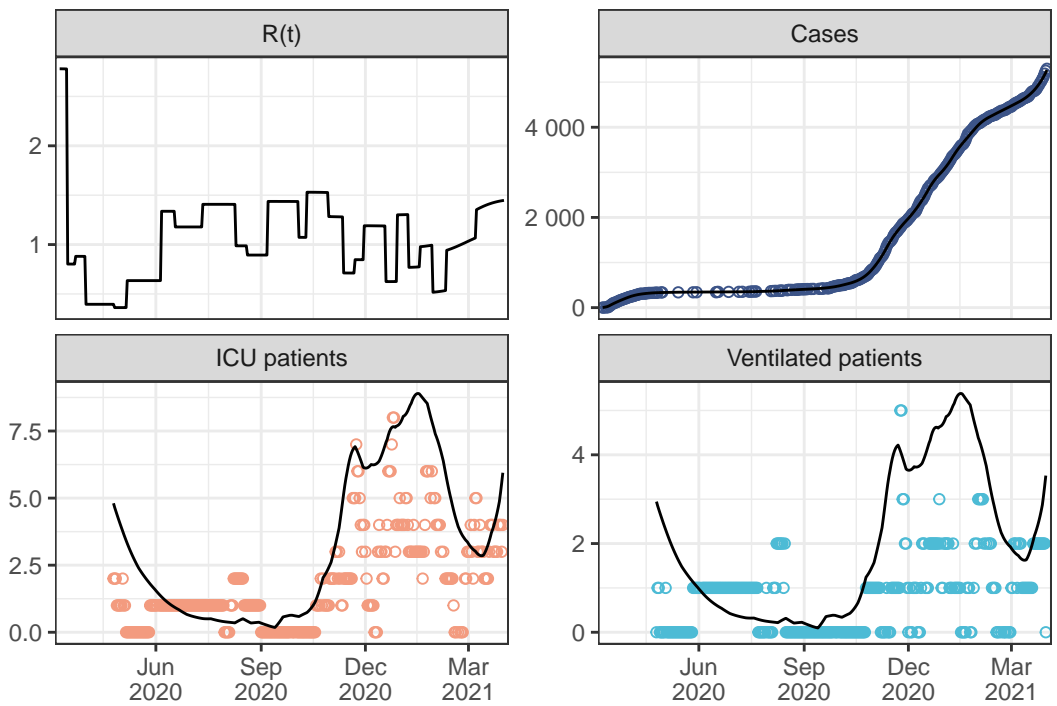 R(t)
Cases
2
1
4 000
2 000
0
ICU patients
Ventilated patients
7.5
5.0
2.5
0.0
4
2
0
Jun
2020
Sep
2020
Dec
2020
Mar
2021
Jun
2020
Sep
2020
Dec
2020
Mar
2021